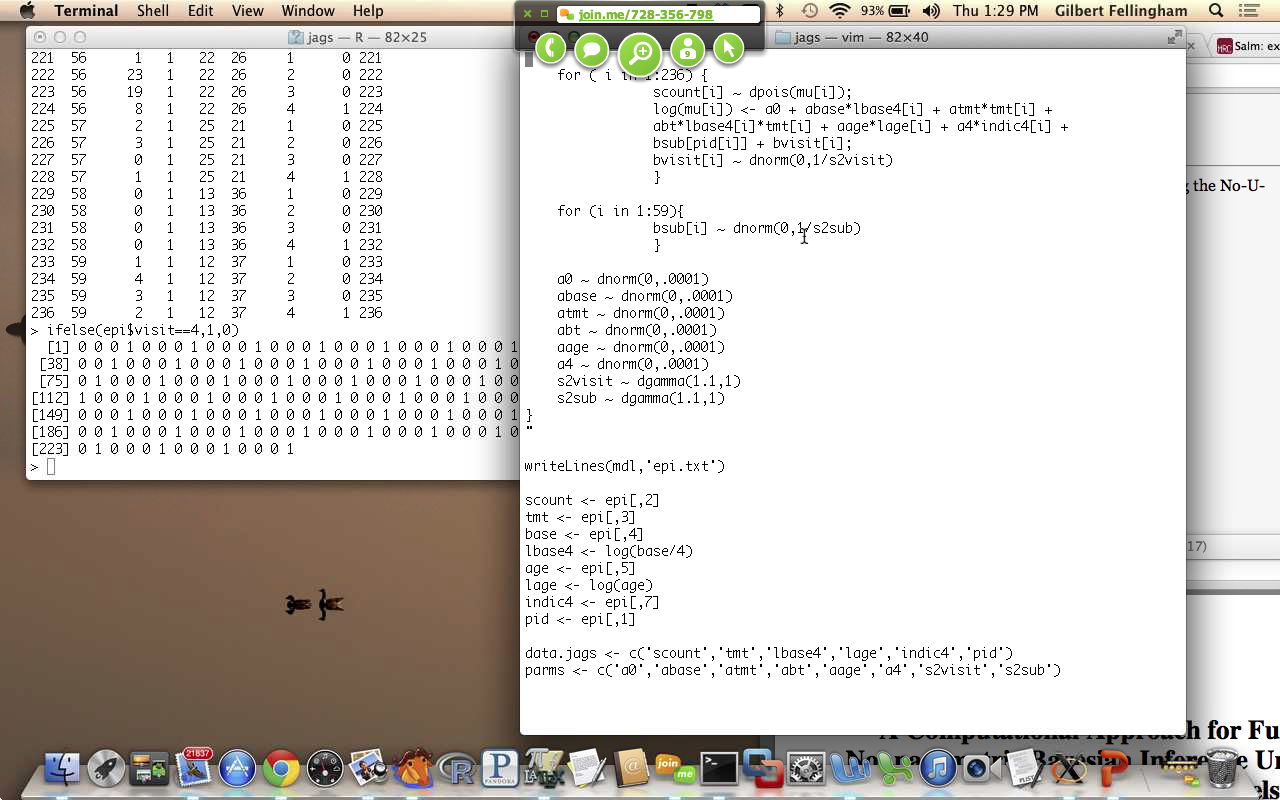 Terminal Shell Edit View Window Help
93% Thu 1:29 PM Gilbert Fellingham
join.me/728-356-798
jags — R — 82×25
221 56 1 1 22 26 1 0 221
222 56 23 1 22 26 2 0 222
223 56 19 1 22 26 3 0 223
224 56 8 1 22 26 4 1 224
225 57 2 1 25 21 1 0 225
226 57 3 1 25 21 2 0 226
227 57 0 1 25 21 3 0 227
228 57 1 1 25 21 4 1 228
229 58 0 1 13 36 1 0 229
230 58 0 1 13 36 2 0 230
231 58 0 1 13 36 3 0 231
232 58 0 1 13 36 4 1 232
233 59 1 1 12 37 1 0 233
234 59 4 1 12 37 2 0 234
235 59 3 1 12 37 3 0 235
236 59 2 1 12 37 4 1 236
> ifelse(epi$visit==4,1,0)
[1] 0 0 0 1 0 0 0 1 0 0 0 1 0 0 0 1 0 0 0 1 0 0 0 1 0 0 0 1
[38] 0 0 1 0 0 0 1 0 0 0 1 0 0 0 1 0 0 0 1 0 0 0 1 0 0 0 1 0
[75] 0 1 0 0 0 1 0 0 0 1 0 0 0 1 0 0 0 1 0 0 0 1 0 0 0 1 0 0
[112] 1 0 0 0 1 0 0 0 1 0 0 0 1 0 0 0 1 0 0 0 1 0 0 0 1 0 0 0
[149] 0 0 0 1 0 0 0 1 0 0 0 1 0 0 0 1 0 0 0 1 0 0 0 1 0 0 0 1
[186] 0 0 1 0 0 0 1 0 0 0 1 0 0 0 1 0 0 0 1 0 0 0 1 0 0 0 1 0
[223] 0 1 0 0 0 1 0 0 0 1 0 0 0 1
>
jags — vim — 82×40
for ( i in 1:236) {
scount[i] ~ dpois(mu[i]);
log(mu[i]) <- a0 + abase*lbase4[i] + atmt*tmt[i] +
abt*lbase4[i]*tmt[i] + aage*lage[i] + a4*indic4[i] +
bsub[pid[i]] + bvisit[i];
bvisit[i] ~ dnorm(0,1/s2visit)
}
for (i in 1:59){
bsub[i] ~ dnorm(0,1/s2sub)
}
a0 ~ dnorm(0,.0001)
abase ~ dnorm(0,.0001)
atmt ~ dnorm(0,.0001)
abt ~ dnorm(0,.0001)
aage ~ dnorm(0,.0001)
a4 ~ dnorm(0,.0001)
s2visit ~ dgamma(1.1,1)
s2sub ~ dgamma(1.1,1)
}
"
writeLines(mdl,'epi.txt')
scount <- epi[,2]
tmt <- epi[,3]
base <- epi[,4]
lbase4 <- log(base/4)
age <- epi[,5]
lage <- log(age)
indic4 <- epi[,7]
pid <- epi[,1]
data.jags <- c('scount','tmt','lbase4','lage','indic4','pid')
parms <- c('a0','abase','atmt','abt','aage','a4','s2visit','s2sub')
HRC Salm: ex
the No-U-
17)
A Computational Approach for Fu
Bayesian Inference Un
els
21837
PANDORA
join me
PLIST